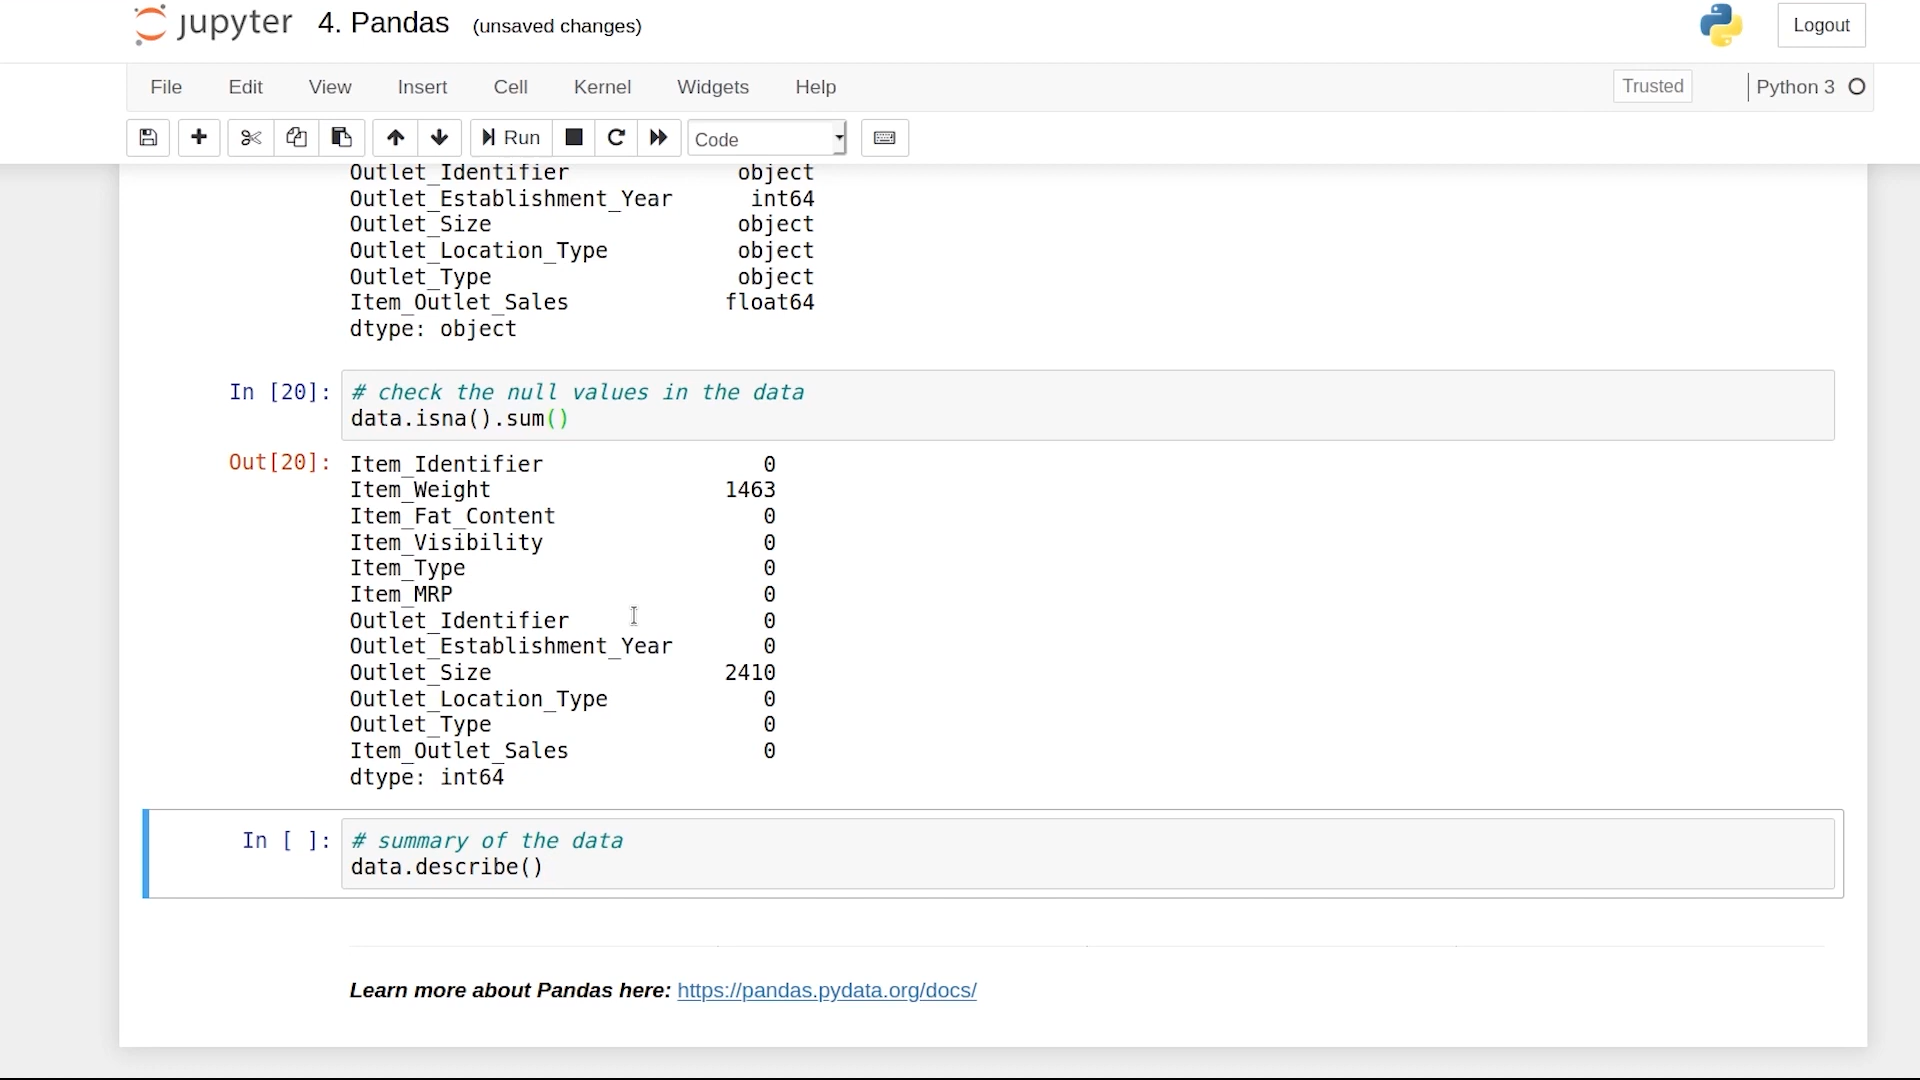 jupyter 4. Pandas (unsaved changes) Logout
File Edit View Insert Cell Kernel Widgets Help Trusted Python 3
Run Code
Outlet_Identifier object
Outlet_Establishment_Year int64
Outlet_Size object
Outlet_Location_Type object
Outlet_Type object
Item_Outlet_Sales float64
dtype: object
In [20]: # check the null values in the data
data.isna().sum()
Out[20]: Item_Identifier 0
Item_Weight 1463
Item_Fat_Content 0
Item_Visibility 0
Item_Type 0
Item_MRP 0
Outlet_Identifier 0
Outlet_Establishment_Year 0
Outlet_Size 2410
Outlet_Location_Type 0
Outlet_Type 0
Item_Outlet_Sales 0
dtype: int64
In [ ]: # summary of the data
data.describe()
Learn more about Pandas here: https://pandas.pydata.org/docs/